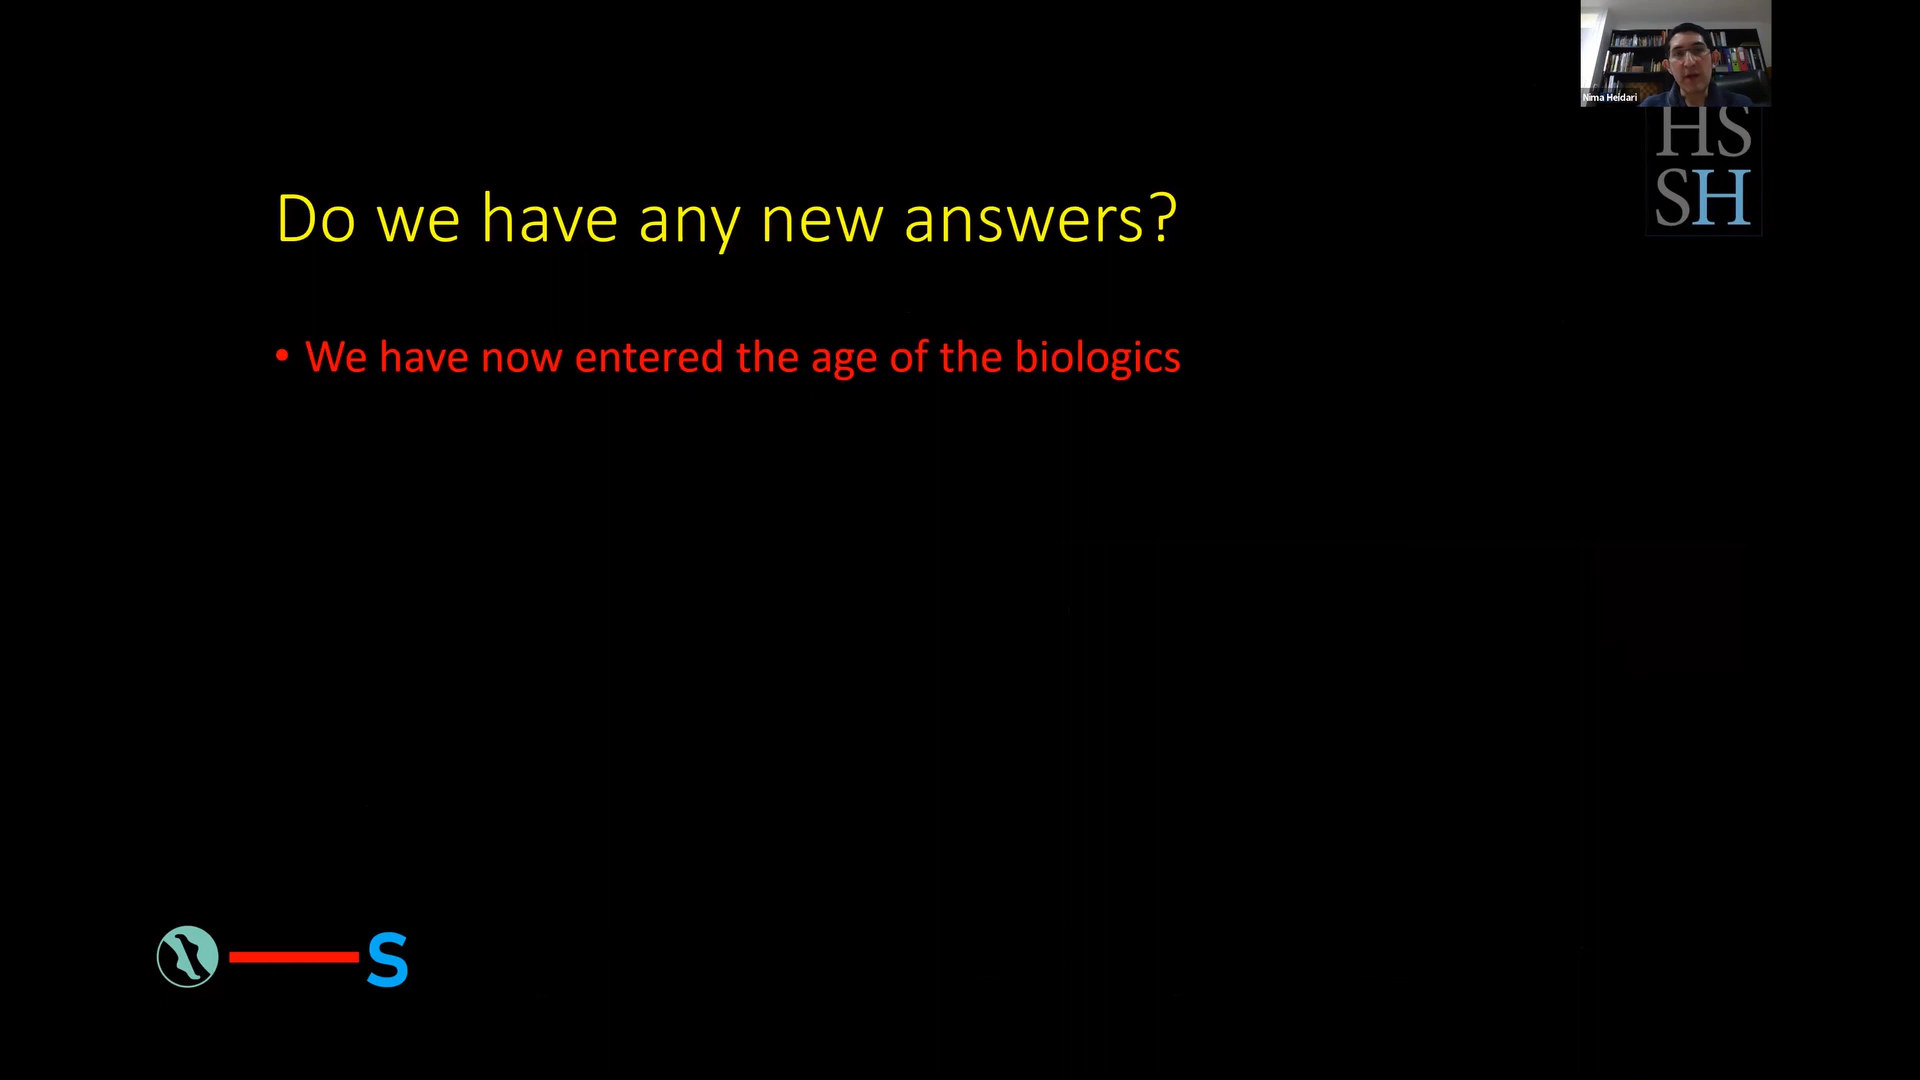 Nima Heidari
HS
SH
Do we have any new answers?
• We have now entered the age of the biologics
S